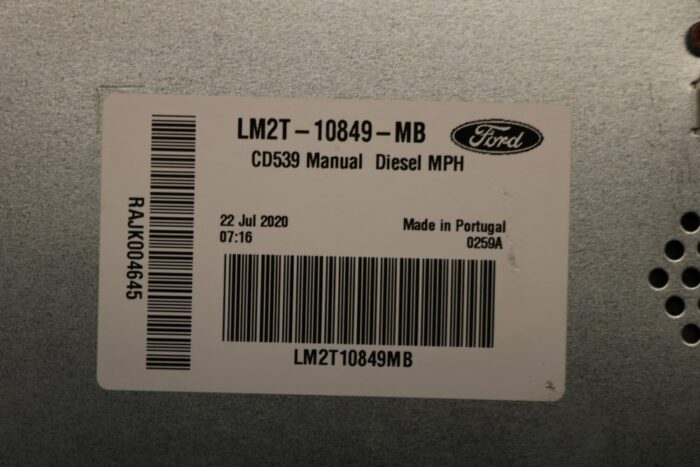 LM2T-10849-MB
Ford
CD539 Manual Diesel MPH
22 Jul 2020
07:16
Made in Portugal
0259A
RAJK004645
LM2T10849MB